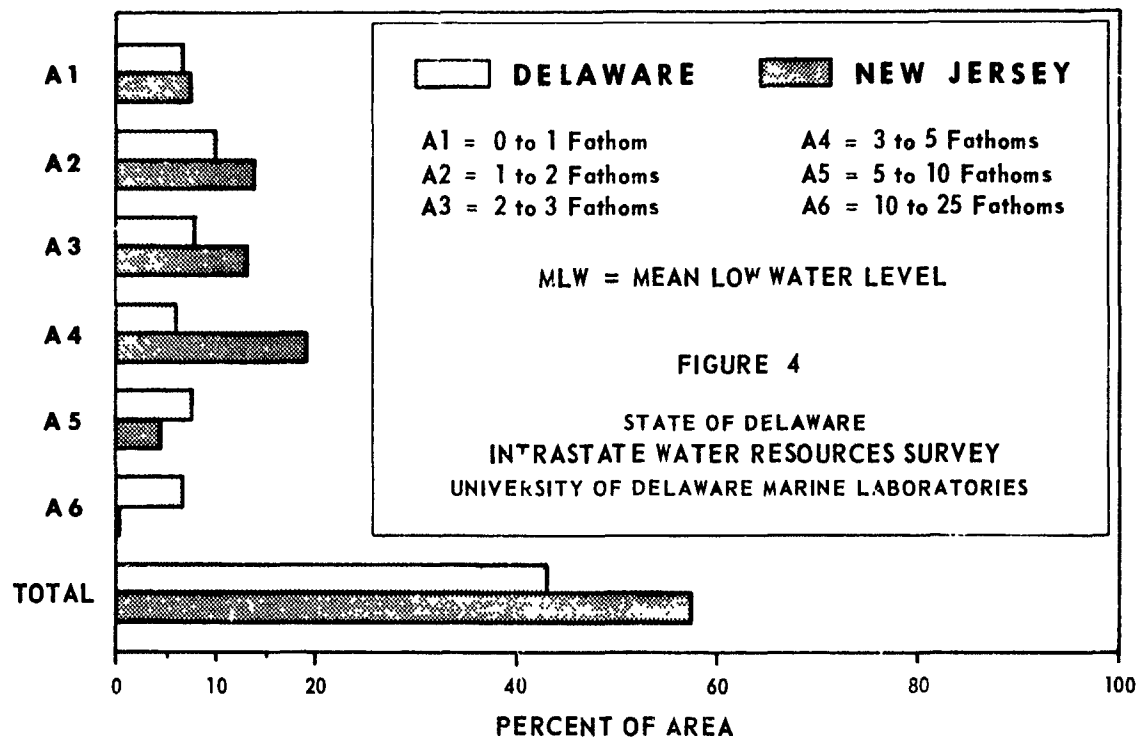 DELAWARE NEW JERSEY
A1 = 0 to 1 Fathom A4 = 3 to 5 Fathoms
A2 = 1 to 2 Fathoms A5 = 5 to 10 Fathoms
A3 = 2 to 3 Fathoms A6 = 10 to 25 Fathoms
MLW = MEAN LOW WATER LEVEL
FIGURE 4
STATE OF DELAWARE
INTRASTATE WATER RESOURCES SURVEY
UNIVERSITY OF DELAWARE MARINE LABORATORIES
A1
A2
A3
A4
A5
A6
TOTAL
0 10 20 40 60 80 100
PERCENT OF AREA